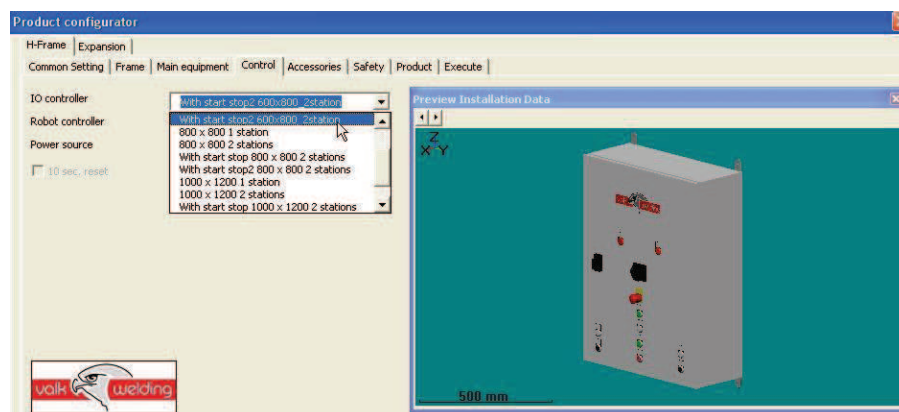 Product configurator
H-Frame Expansion
Common Setting Frame Main equipment Control Accessories Safety Product Execute
IO controller
With start stop2 600x800_2station
Robot controller
Power source
10 sec, reset
With start stop2 600x800_2station
800 x 800 1 station
800 x 800 2 stations
With start stop 800 x 800 2 stations
With start stop2 800 x 800 2 stations
1000 x 1200 1 station
1000 x 1200 2 stations
With start stop 1000 x 1200 2 stations
Preview Installation Data
Z
X Y
500 mm
valk welding